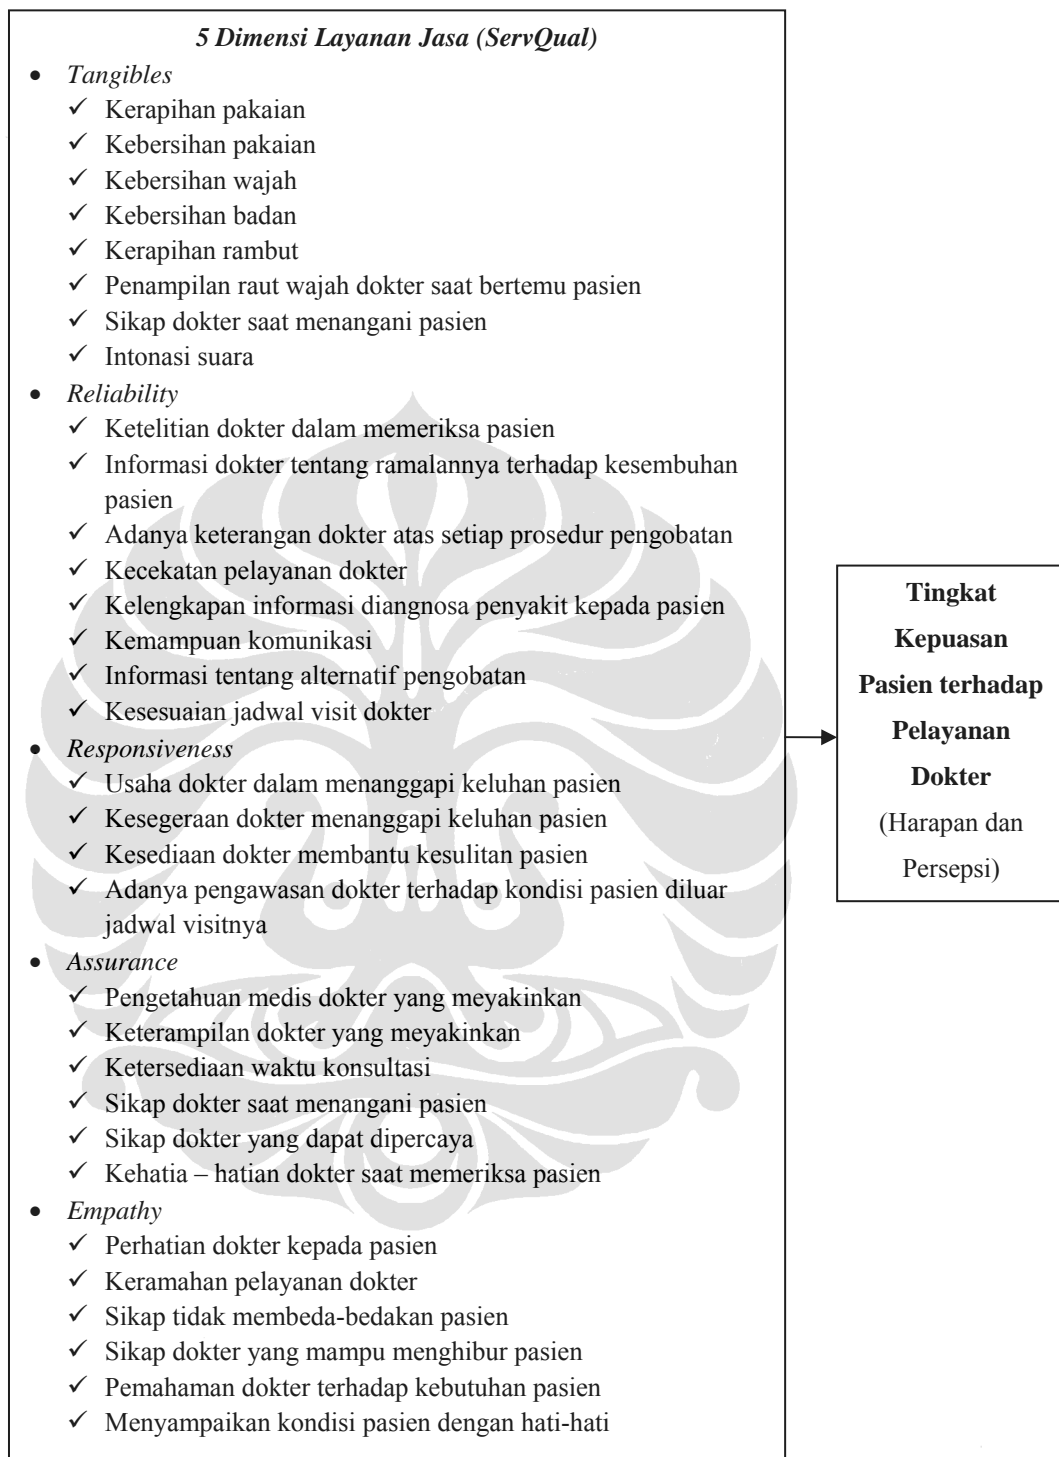 5 Dimensi Layanan Jasa (ServQual)
• Tangibles
✓ Kerapihan pakaian
✓ Kebersihan pakaian
✓ Kebersihan wajah
✓ Kebersihan badan
✓ Kerapihan rambut
✓ Penampilan raut wajah dokter saat bertemu pasien
✓ Sikap dokter saat menangani pasien
✓ Intonasi suara
• Reliability
✓ Ketelitian dokter dalam memeriksa pasien
✓ Informasi dokter tentang ramalannya terhadap kesembuhan
pasien
✓ Adanya keterangan dokter atas setiap prosedur pengobatan
✓ Kecekatan pelayanan dokter
✓ Kelengkapan informasi diangnosa penyakit kepada pasien
✓ Kemampuan komunikasi
✓ Informasi tentang alternatif pengobatan
✓ Kesesuaian jadwal visit dokter
• Responsiveness
✓ Usaha dokter dalam menanggapi keluhan pasien
✓ Kesegeraan dokter menanggapi keluhan pasien
✓ Kesediaan dokter membantu kesulitan pasien
✓ Adanya pengawasan dokter terhadap kondisi pasien diluar
jadwal visitnya
• Assurance
✓ Pengetahuan medis dokter yang meyakinkan
✓ Keterampilan dokter yang meyakinkan
✓ Ketersediaan waktu konsultasi
✓ Sikap dokter saat menangani pasien
✓ Sikap dokter yang dapat dipercaya
✓ Kehatia – hatian dokter saat memeriksa pasien
• Empathy
✓ Perhatian dokter kepada pasien
✓ Keramahan pelayanan dokter
✓ Sikap tidak membeda-bedakan pasien
✓ Sikap dokter yang mampu menghibur pasien
✓ Pemahaman dokter terhadap kebutuhan pasien
✓ Menyampaikan kondisi pasien dengan hati-hati
Tingkat
Kepuasan
Pasien terhadap
Pelayanan
Dokter
(Harapan dan
Persepsi)